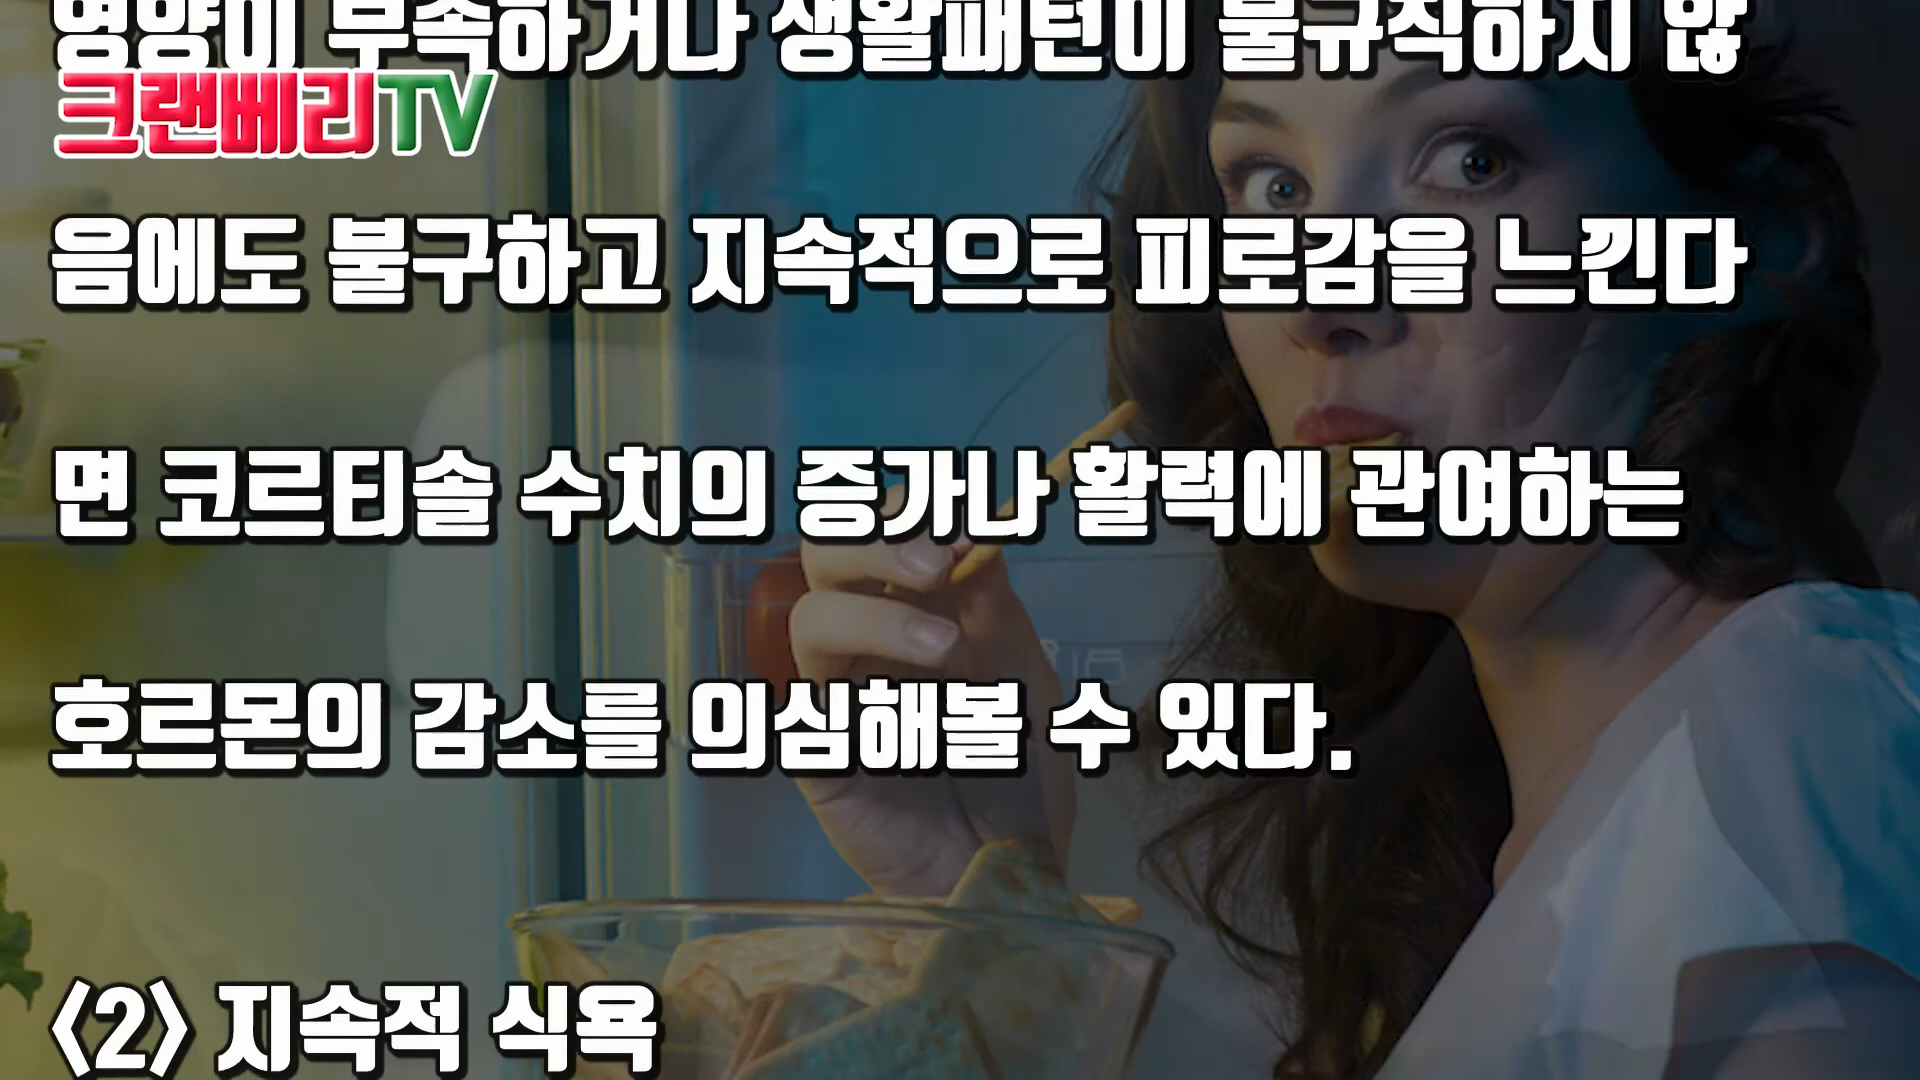 영양이 부족하거나 생활패턴이 불규칙하지 않
크랜베리TV
음에도 불구하고 지속적으로 피로감을 느낀다
면 코르티솔 수치의 증가나 활력에 관여하는
호르몬의 감소를 의심해볼 수 있다.
<2> 지속적 식욕